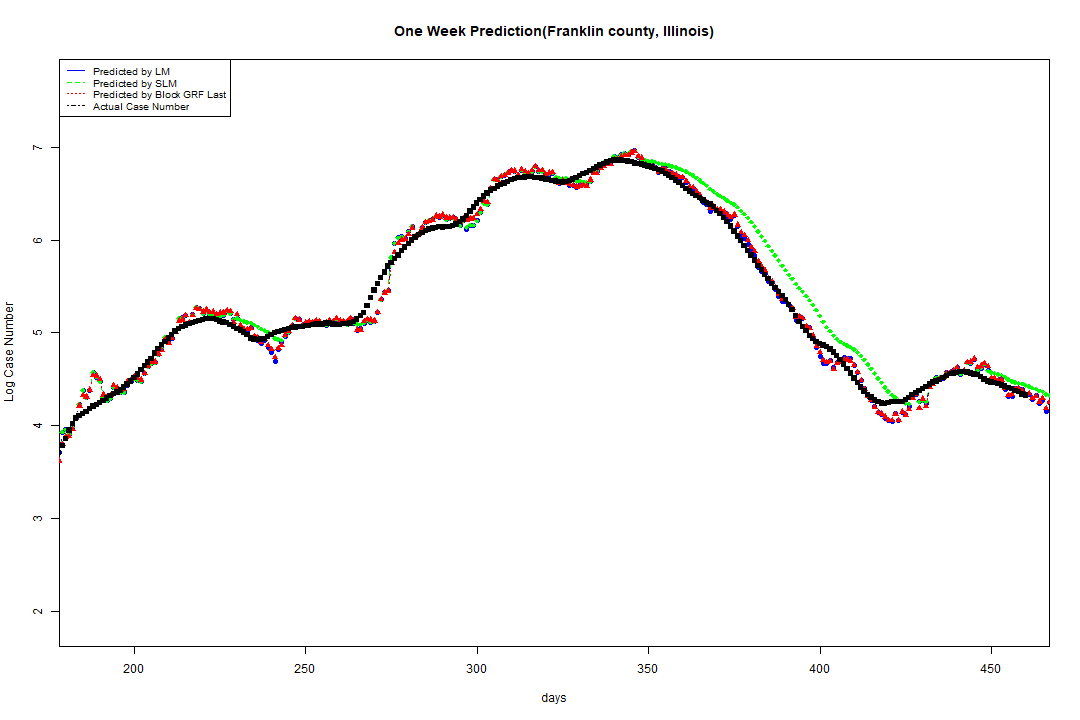 One Week Prediction(Franklin county, Illinois)
Predicted by LM
Predicted by SLM
Predicted by Block GRF Last
Actual Case Number
Log Case Number
7
6
5
4
3
2
200 250 300 350 400 450
days